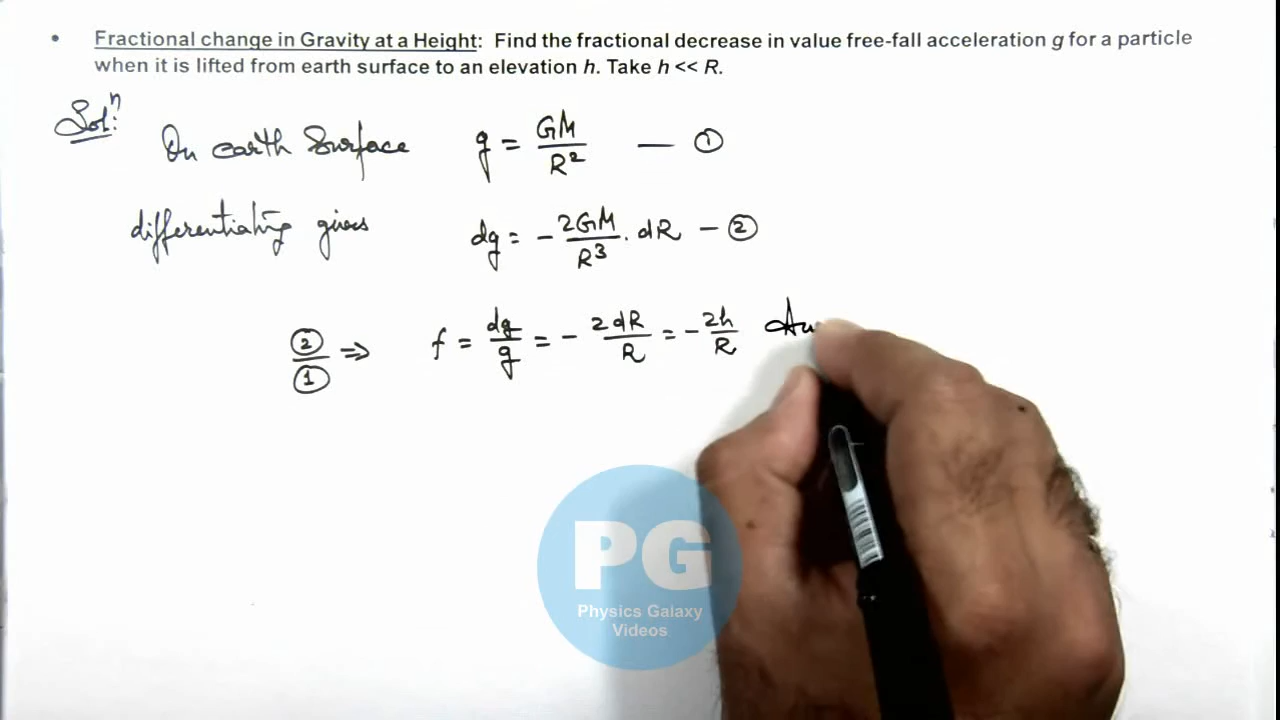 • Fractional change in Gravity at a Height: Find the fractional decrease in value free-fall acceleration g for a particle
when it is lifted from earth surface to an elevation h. Take h << R.
Solⁿ:
On earth Surface g = GM/R² — ①
differentiating gives dg = - 2GM/R³ . dR - ②
②/① ⇒ f = dg/g = - 2dR/R = - 2h/R
PG
Physics Galaxy
Videos